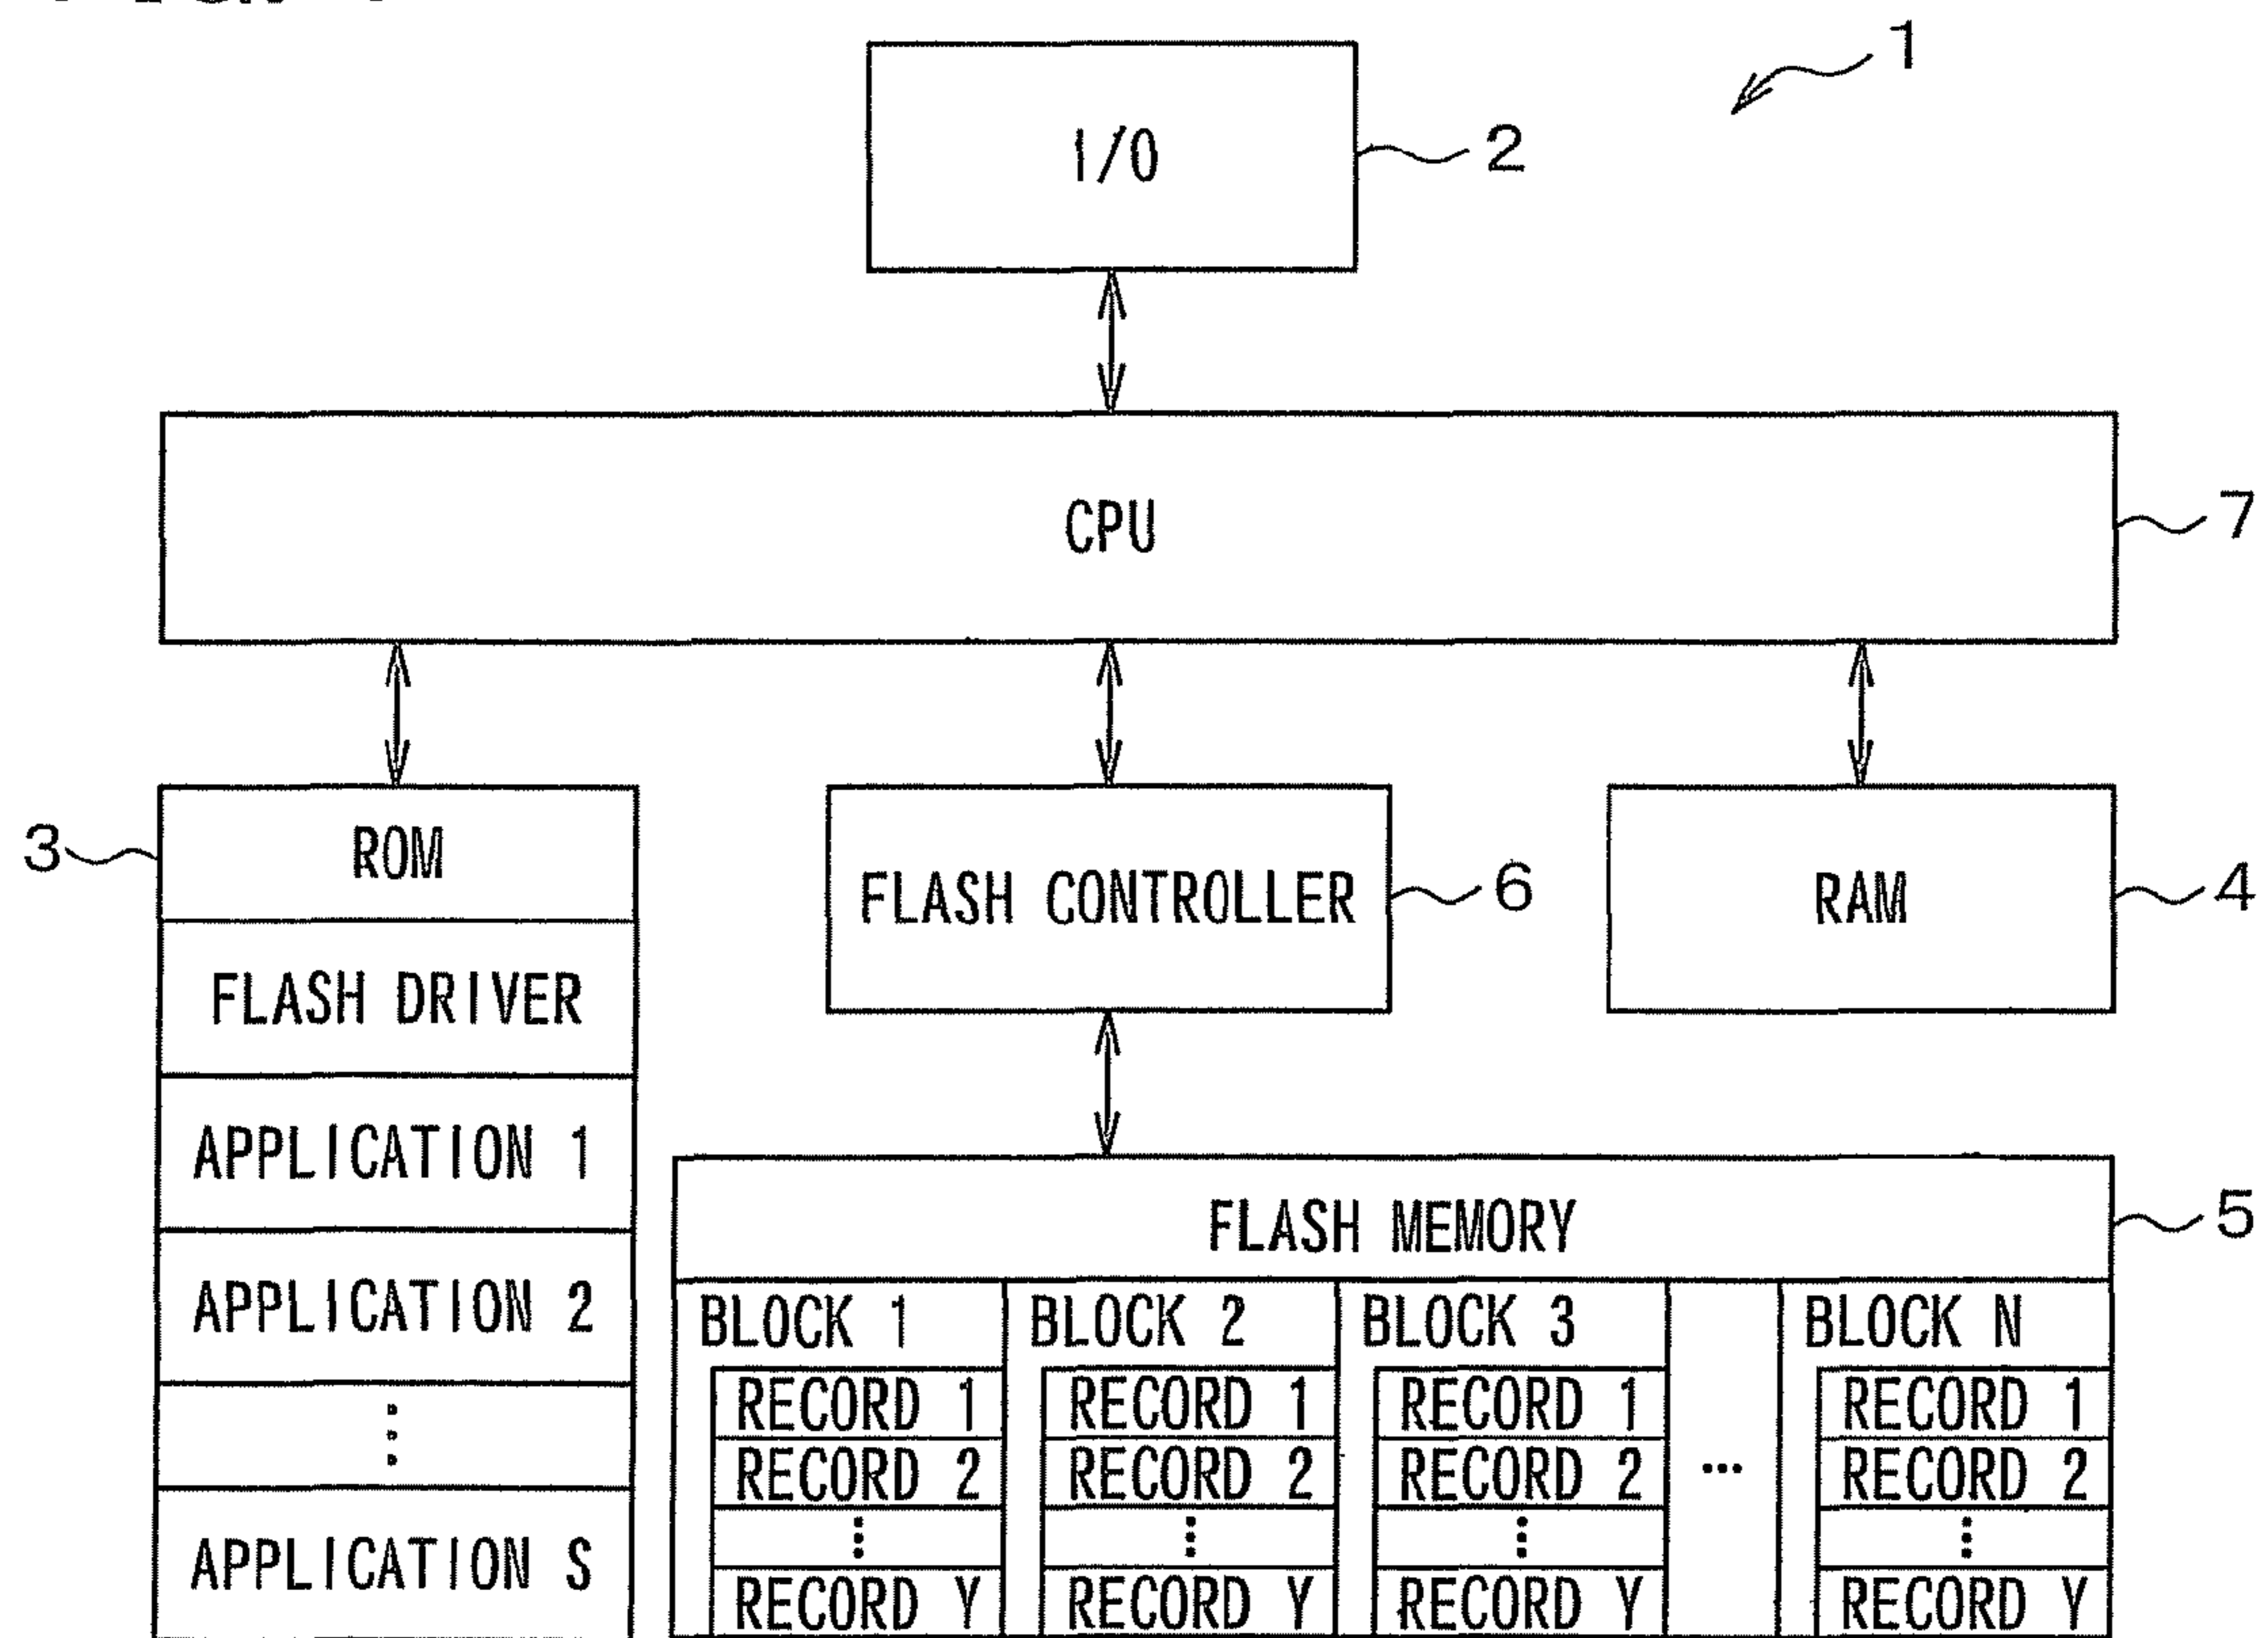 1
I/O
2
CPU
7
3
ROM
FLASH CONTROLLER
6
RAM
4
FLASH DRIVER
APPLICATION 1
APPLICATION 2
⋮
APPLICATION S
FLASH MEMORY
5
BLOCK 1
RECORD 1
RECORD 2
⋮
RECORD Y
BLOCK 2
RECORD 1
RECORD 2
⋮
RECORD Y
BLOCK 3
RECORD 1
RECORD 2
⋮
RECORD Y
...
BLOCK N
RECORD 1
RECORD 2
⋮
RECORD Y